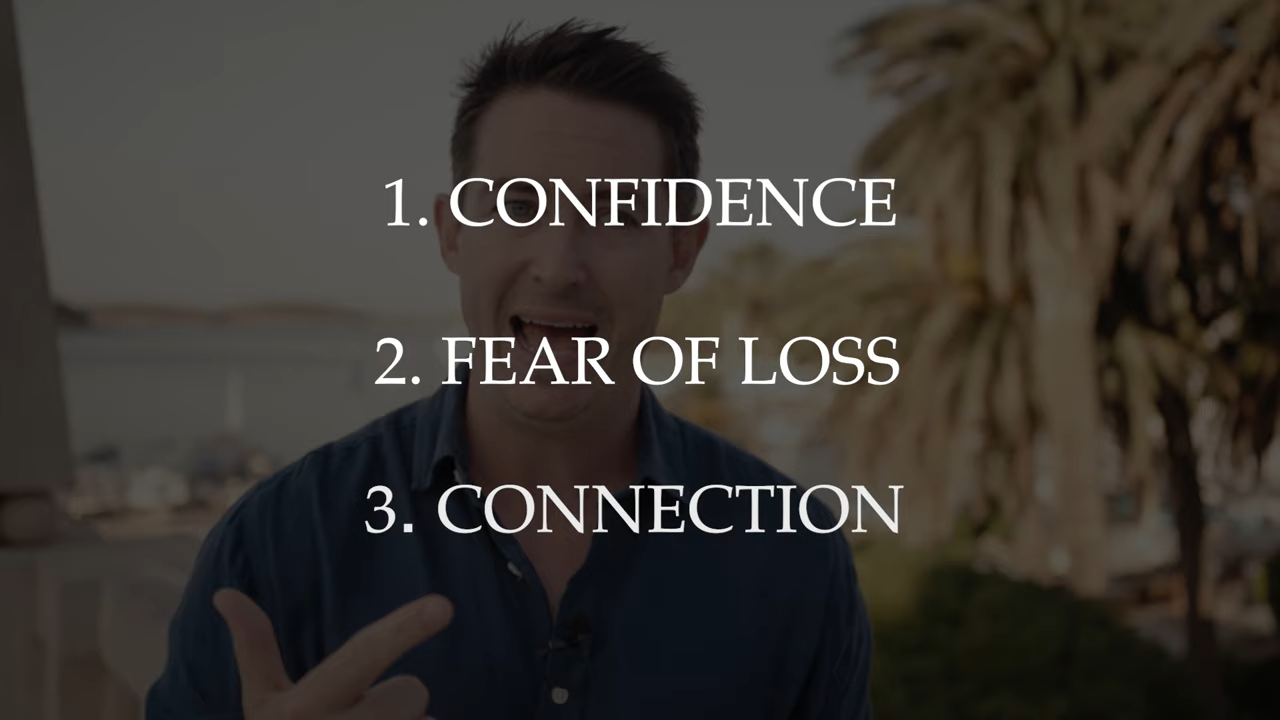 1. CONFIDENCE
2. FEAR OF LOSS
3. CONNECTION